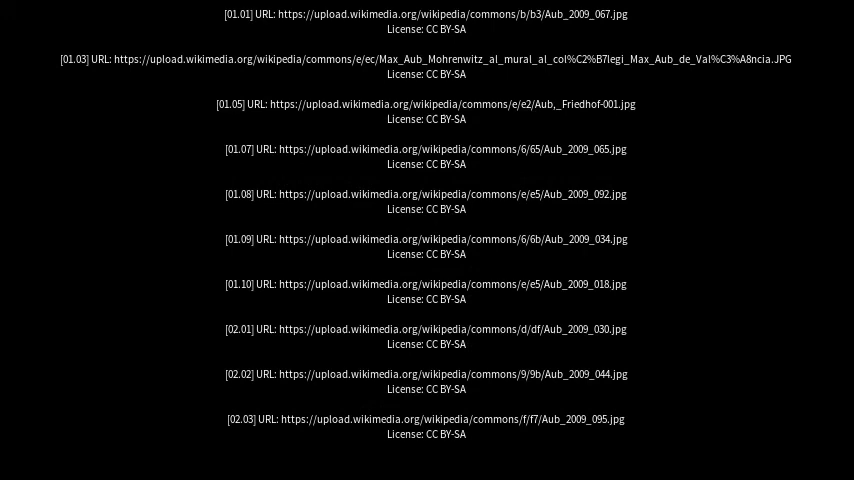 [01.01] URL: https://upload.wikimedia.org/wikipedia/commons/b/b3/Aub_2009_067.jpg
License: CC BY-SA
[01.03] URL: https://upload.wikimedia.org/wikipedia/commons/e/ec/Max_Aub_Mohrenwitz_al_mural_al_col%C2%B7legi_Max_Aub_de_Val%C3%A8ncia.JPG
License: CC BY-SA
[01.05] URL: https://upload.wikimedia.org/wikipedia/commons/e/e2/Aub,_Friedhof-001.jpg
License: CC BY-SA
[01.07] URL: https://upload.wikimedia.org/wikipedia/commons/6/65/Aub_2009_065.jpg
License: CC BY-SA
[01.08] URL: https://upload.wikimedia.org/wikipedia/commons/e/e5/Aub_2009_092.jpg
License: CC BY-SA
[01.09] URL: https://upload.wikimedia.org/wikipedia/commons/6/6b/Aub_2009_034.jpg
License: CC BY-SA
[01.10] URL: https://upload.wikimedia.org/wikipedia/commons/e/e5/Aub_2009_018.jpg
License: CC BY-SA
[02.01] URL: https://upload.wikimedia.org/wikipedia/commons/d/df/Aub_2009_030.jpg
License: CC BY-SA
[02.02] URL: https://upload.wikimedia.org/wikipedia/commons/9/9b/Aub_2009_044.jpg
License: CC BY-SA
[02.03] URL: https://upload.wikimedia.org/wikipedia/commons/f/f7/Aub_2009_095.jpg
License: CC BY-SA